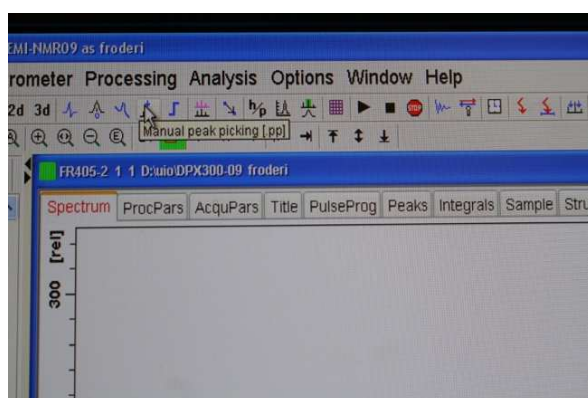 EMI-NMR09 as froderi
rometer Processing Analysis Options Window Help
2d 3d
Manual peak picking [.pp]
FR405-2 1 1 D:\uio\DPX300-09 froderi
Spectrum ProcPars AcquPars Title PulseProg Peaks Integrals Sample Stru
[rel]
300